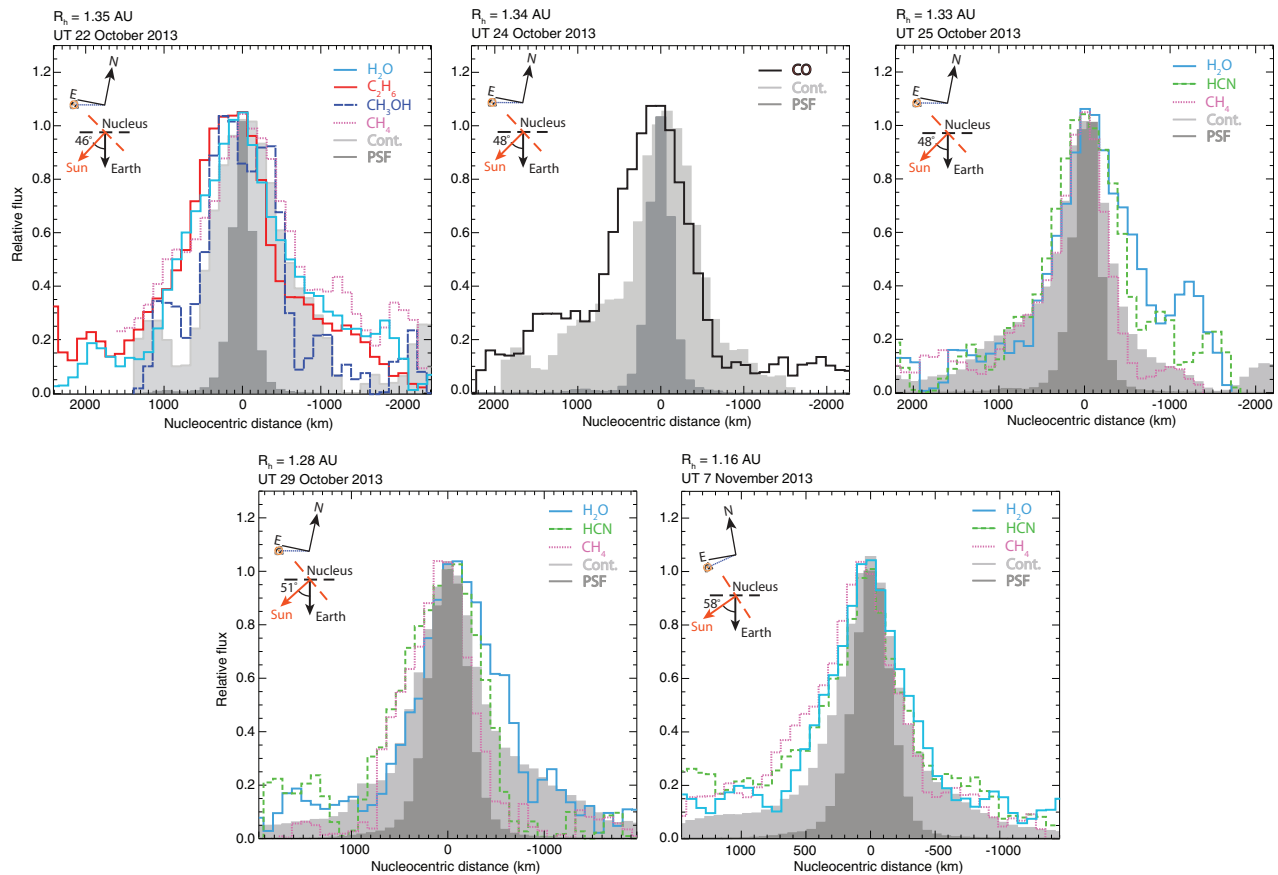 R_h = 1.35 AU
UT 22 October 2013
1.2
1.0
0.8
0.6
0.4
0.2
0.0
Relative flux
N
E
Nucleus
46°
Sun
Earth
H₂O
C₂H₆
CH₃OH
CH₄
Cont.
PSF
2000 1000 0 -1000 -2000
Nucleocentric distance (km)
R_h = 1.34 AU
UT 24 October 2013
1.2
1.0
0.8
0.6
0.4
0.2
0.0
N
E
Nucleus
48°
Sun
Earth
CO
Cont.
PSF
2000 1000 0 -1000 -2000
Nucleocentric distance (km)
R_h = 1.33 AU
UT 25 October 2013
1.2
1.0
0.8
0.6
0.4
0.2
0.0
N
E
Nucleus
48°
Sun
Earth
H₂O
HCN
CH₄
Cont.
PSF
2000 1000 0 -1000 -2000
Nucleocentric distance (km)
R_h = 1.28 AU
UT 29 October 2013
1.2
1.0
0.8
0.6
0.4
0.2
0.0
Relative flux
N
E
Nucleus
51°
Sun
Earth
H₂O
HCN
CH₄
Cont.
PSF
1000 0 -1000
Nucleocentric distance (km)
R_h = 1.16 AU
UT 7 November 2013
1.2
1.0
0.8
0.6
0.4
0.2
0.0
N
E
Nucleus
58°
Sun
Earth
H₂O
HCN
CH₄
Cont.
PSF
1000 500 0 -500 -1000
Nucleocentric distance (km)